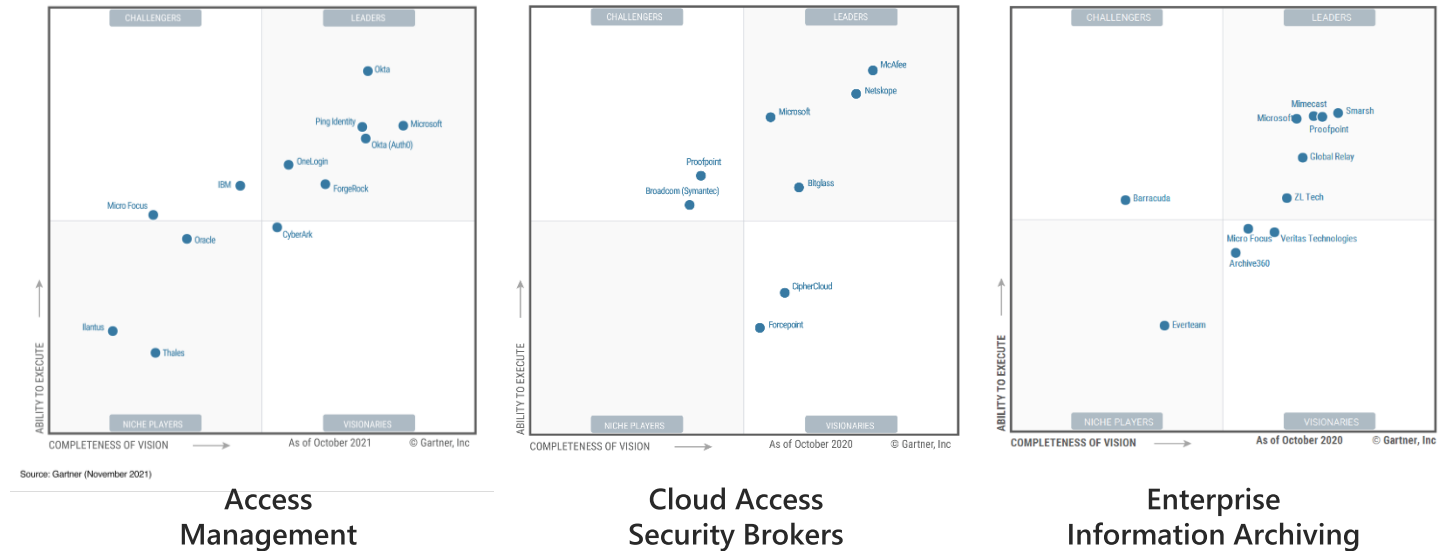 CHALLENGERS
LEADERS
Okta
Ping Identity
Microsoft
Okta (Auth0)
OneLogin
IBM
ForgeRock
Micro Focus
CyberArk
Oracle
Ilantus
Thales
ABILITY TO EXECUTE
NICHE PLAYERS
VISIONARIES
COMPLETENESS OF VISION
As of October 2021
© Gartner, Inc
Source: Gartner (November 2021)
Access
Management
CHALLENGERS
LEADERS
McAfee
Netskope
Microsoft
Proofpoint
Bitglass
Broadcom (Symantec)
CipherCloud
Forcepoint
ABILITY TO EXECUTE
NICHE PLAYERS
VISIONARIES
COMPLETENESS OF VISION
As of October 2020
© Gartner, Inc
Cloud Access
Security Brokers
CHALLENGERS
LEADERS
Mimecast
Smarsh
Microsoft
Proofpoint
Global Relay
Barracuda
ZL Tech
Micro Focus
Veritas Technologies
Archive360
Everteam
ABILITY TO EXECUTE
NICHE PLAYERS
VISIONARIES
COMPLETENESS OF VISION
As of October 2020
© Gartner, Inc
Enterprise
Information Archiving